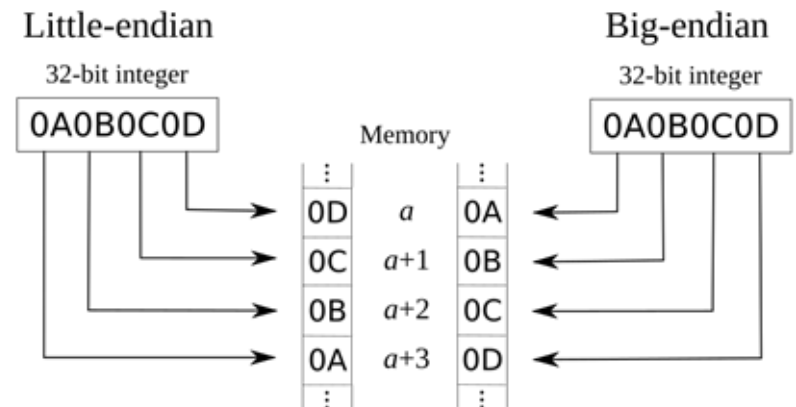 Little-endian
Big-endian
32-bit integer
32-bit integer
0A0B0C0D
0A0B0C0D
Memory
⋮ ⋮
0D a 0A
0C a+1 0B
0B a+2 0C
0A a+3 0D
⋮ ⋮